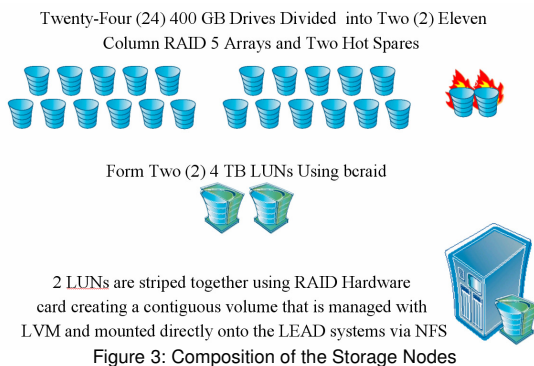 Twenty-Four (24) 400 GB Drives Divided into Two (2) Eleven
Column RAID 5 Arrays and Two Hot Spares
Form Two (2) 4 TB LUNs Using bcraid
2 LUNs are striped together using RAID Hardware
card creating a contiguous volume that is managed with
LVM and mounted directly onto the LEAD systems via NFS
Figure 3: Composition of the Storage Nodes